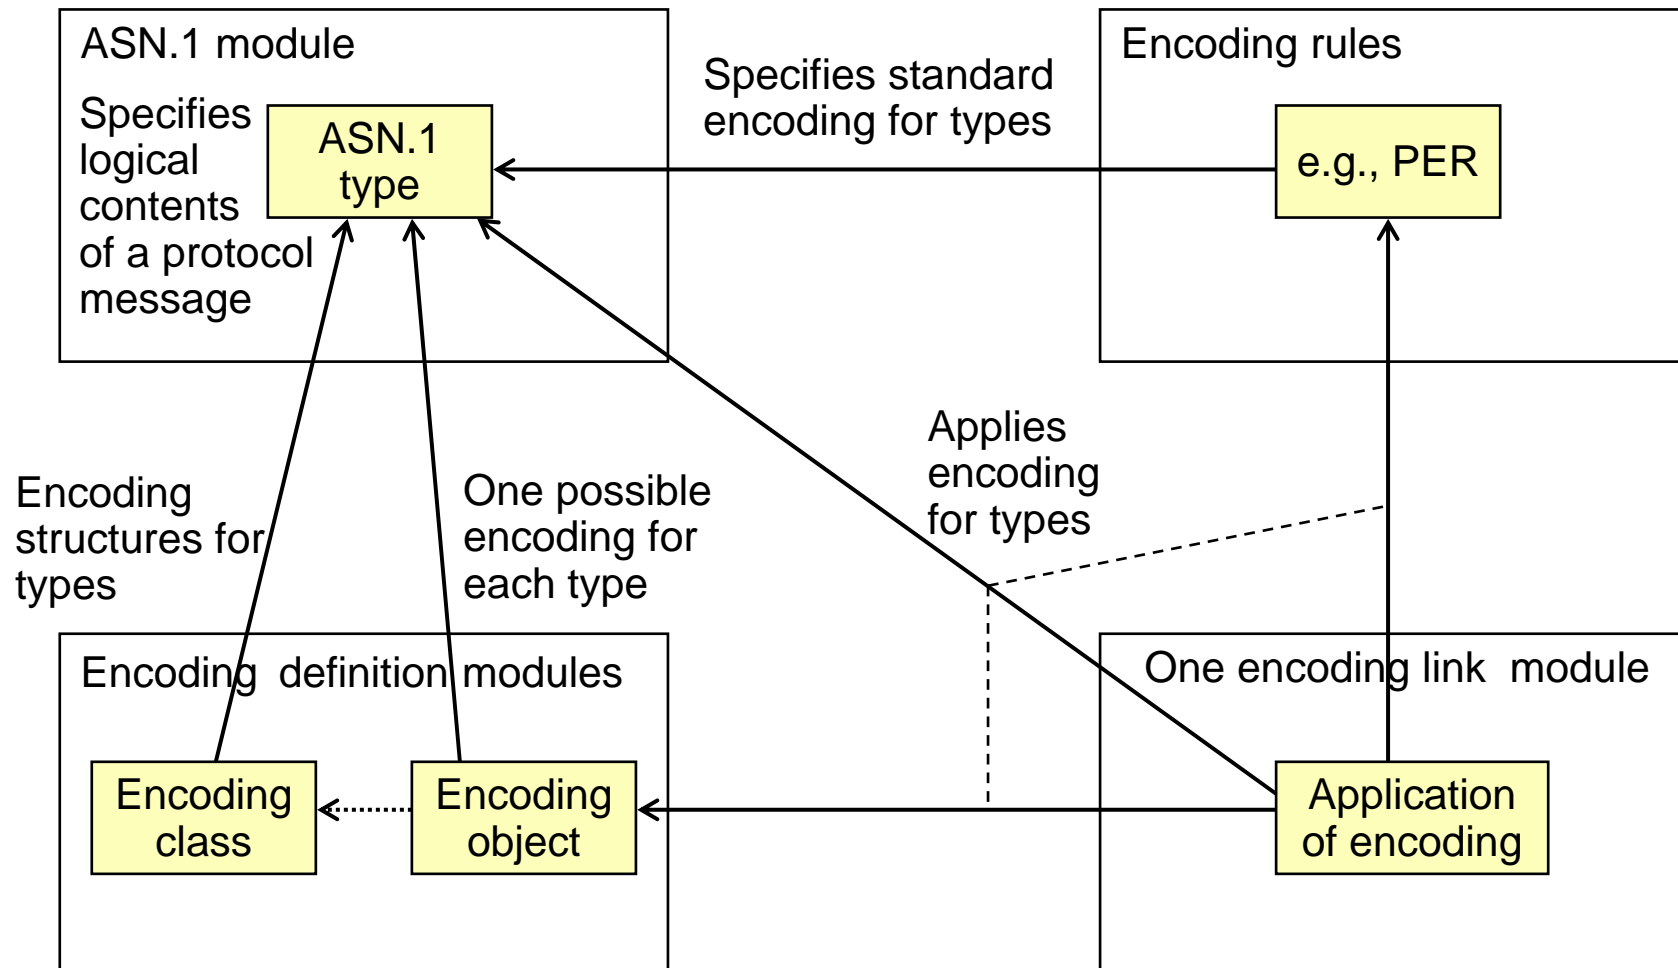 ASN.1 module
Specifies
logical
contents
of a protocol
message
ASN.1
type
Specifies standard
encoding for types
Encoding rules
e.g., PER
Encoding
structures for
types
One possible
encoding for
each type
Applies
encoding
for types
Encoding definition modules
Encoding
class
Encoding
object
One encoding link module
Application
of encoding